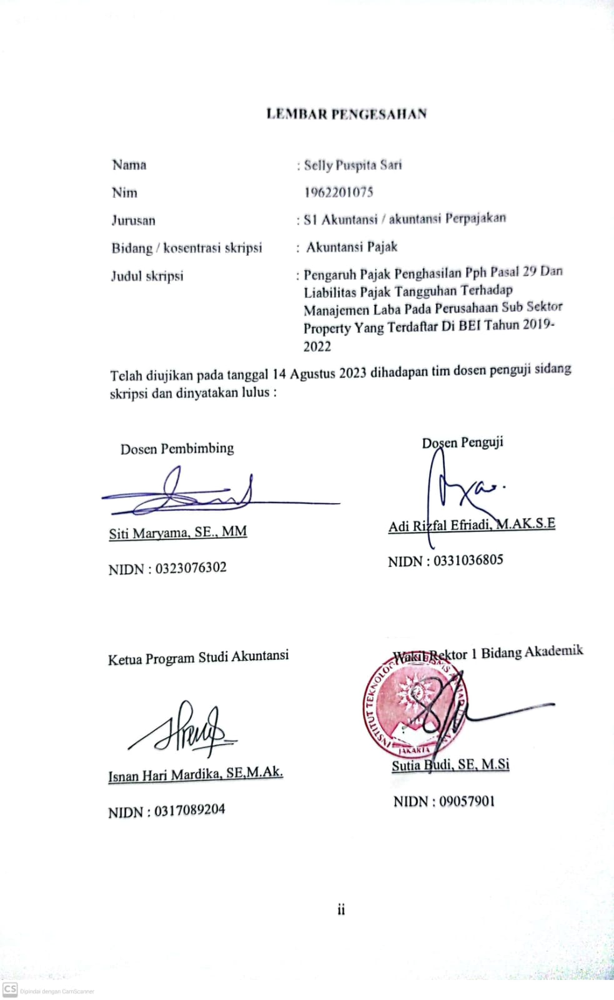 LEMBAR PENGESAHAN
Nama : Selly Puspita Sari
Nim 1962201075
Jurusan : S1 Akuntansi / akuntansi Perpajakan
Bidang / kosentrasi skripsi : Akuntansi Pajak
Judul skripsi : Pengaruh Pajak Penghasilan Pph Pasal 29 Dan
Liabilitas Pajak Tangguhan Terhadap
Manajemen Laba Pada Perusahaan Sub Sektor
Property Yang Terdaftar Di BEI Tahun 2019-
2022
Telah diujikan pada tanggal 14 Agustus 2023 dihadapan tim dosen penguji sidang
skripsi dan dinyatakan lulus :
Dosen Pembimbing
Dosen Penguji
Siti Maryama, SE., MM
Adi Rizfal Efriadi, M.AK.S.E
NIDN : 0323076302
NIDN : 0331036805
Ketua Program Studi Akuntansi
Wakil Rektor 1 Bidang Akademik
INSTITUT TEKNOLOGI
JAKARTA
Isnan Hari Mardika, SE,M.Ak.
Sutia Budi, SE, M.Si
NIDN : 0317089204
NIDN : 09057901
ii
CS Dipindai dengan CamScanner